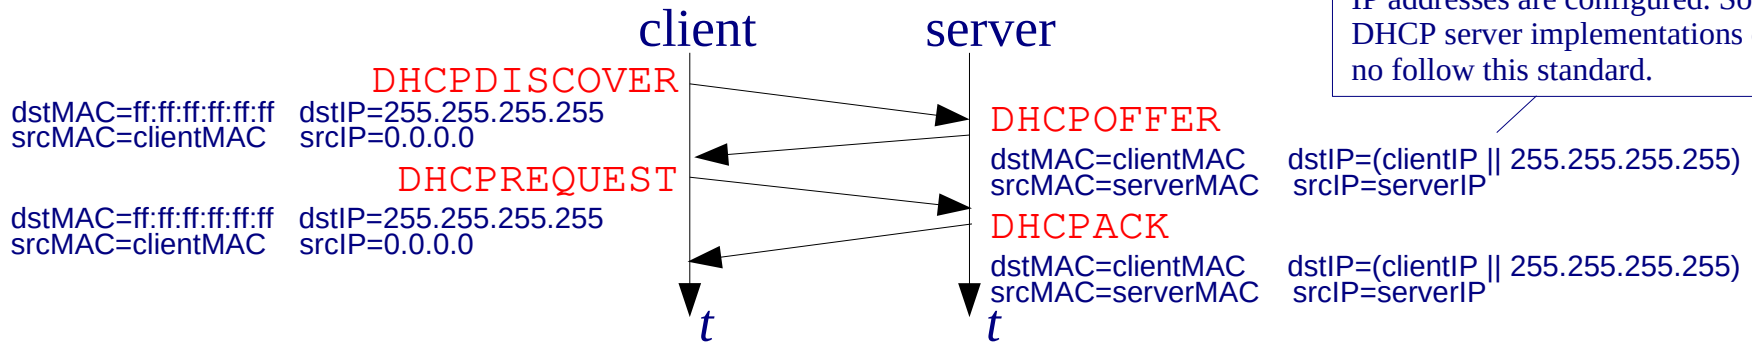 client server
IP addresses are configured. So
DHCP server implementations
no follow this standard.
DHCPDISCOVER
dstMAC=ff:ff:ff:ff:ff:ff dstIP=255.255.255.255
srcMAC=clientMAC srcIP=0.0.0.0
DHCPOFFER
dstMAC=clientMAC dstIP=(clientIP || 255.255.255.255)
srcMAC=serverMAC srcIP=serverIP
DHCPREQUEST
dstMAC=ff:ff:ff:ff:ff:ff dstIP=255.255.255.255
srcMAC=clientMAC srcIP=0.0.0.0
DHCPACK
dstMAC=clientMAC dstIP=(clientIP || 255.255.255.255)
srcMAC=serverMAC srcIP=serverIP
t t